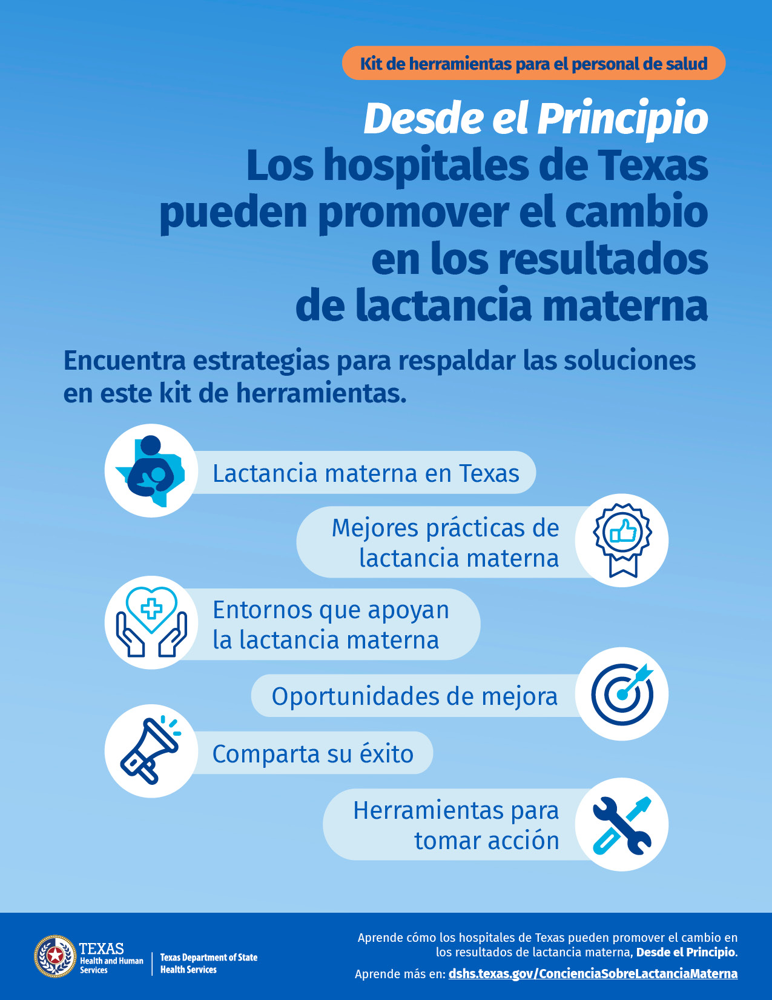 Kit de herramientas para el personal de salud
Desde el Principio
Los hospitales de Texas
pueden promover el cambio
en los resultados
de lactancia materna
Encuentra estrategias para respaldar las soluciones
en este kit de herramientas.
Lactancia materna en Texas
Mejores prácticas de
lactancia materna
Entornos que apoyan
la lactancia materna
Oportunidades de mejora
Comparta su éxito
Herramientas para
tomar acción
TEXAS
Health and Human
Services
Texas Department of State
Health Services
Aprende cómo los hospitales de Texas pueden promover el cambio en
los resultados de lactancia materna, Desde el Principio.
Aprende más en: dshs.texas.gov/ConcienciaSobreLactanciaMaterna